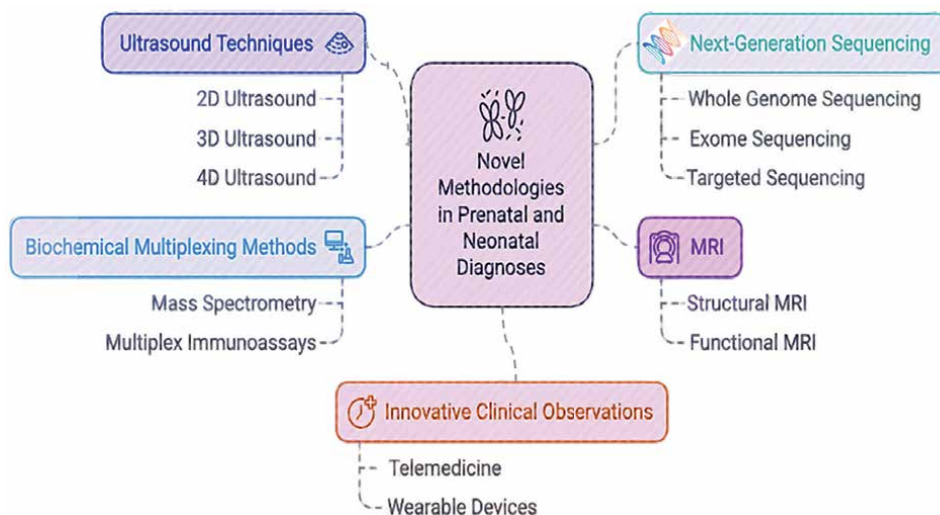 Ultrasound Techniques
2D Ultrasound
3D Ultrasound
4D Ultrasound
Biochemical Multiplexing Methods
Mass Spectrometry
Multiplex Immunoassays
Novel
Methodologies
in Prenatal and
Neonatal
Diagnoses
Next-Generation Sequencing
Whole Genome Sequencing
Exome Sequencing
Targeted Sequencing
MRI
Structural MRI
Functional MRI
Innovative Clinical Observations
Telemedicine
Wearable Devices